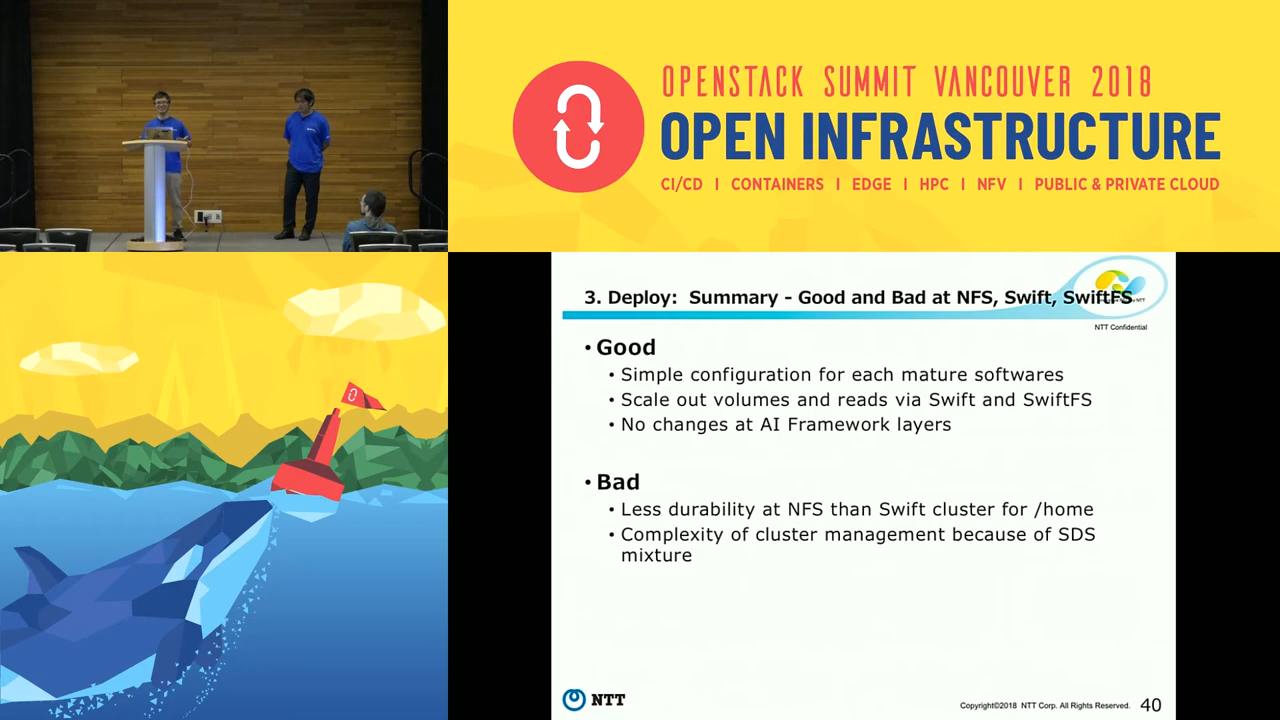 OPENSTACK SUMMIT VANCOUVER 2018
OPEN INFRASTRUCTURE
CI/CD I CONTAINERS I EDGE I HPC I NFV I PUBLIC & PRIVATE CLOUD
3. Deploy: Summary - Good and Bad at NFS, Swift, SwiftFS
NTT Confidential
• Good
• Simple configuration for each mature softwares
• Scale out volumes and reads via Swift and SwiftFS
• No changes at AI Framework layers
• Bad
• Less durability at NFS than Swift cluster for /home
• Complexity of cluster management because of SDS
mixture
NTT
Copyright©2018 NTT Corp. All Rights Reserved.
40